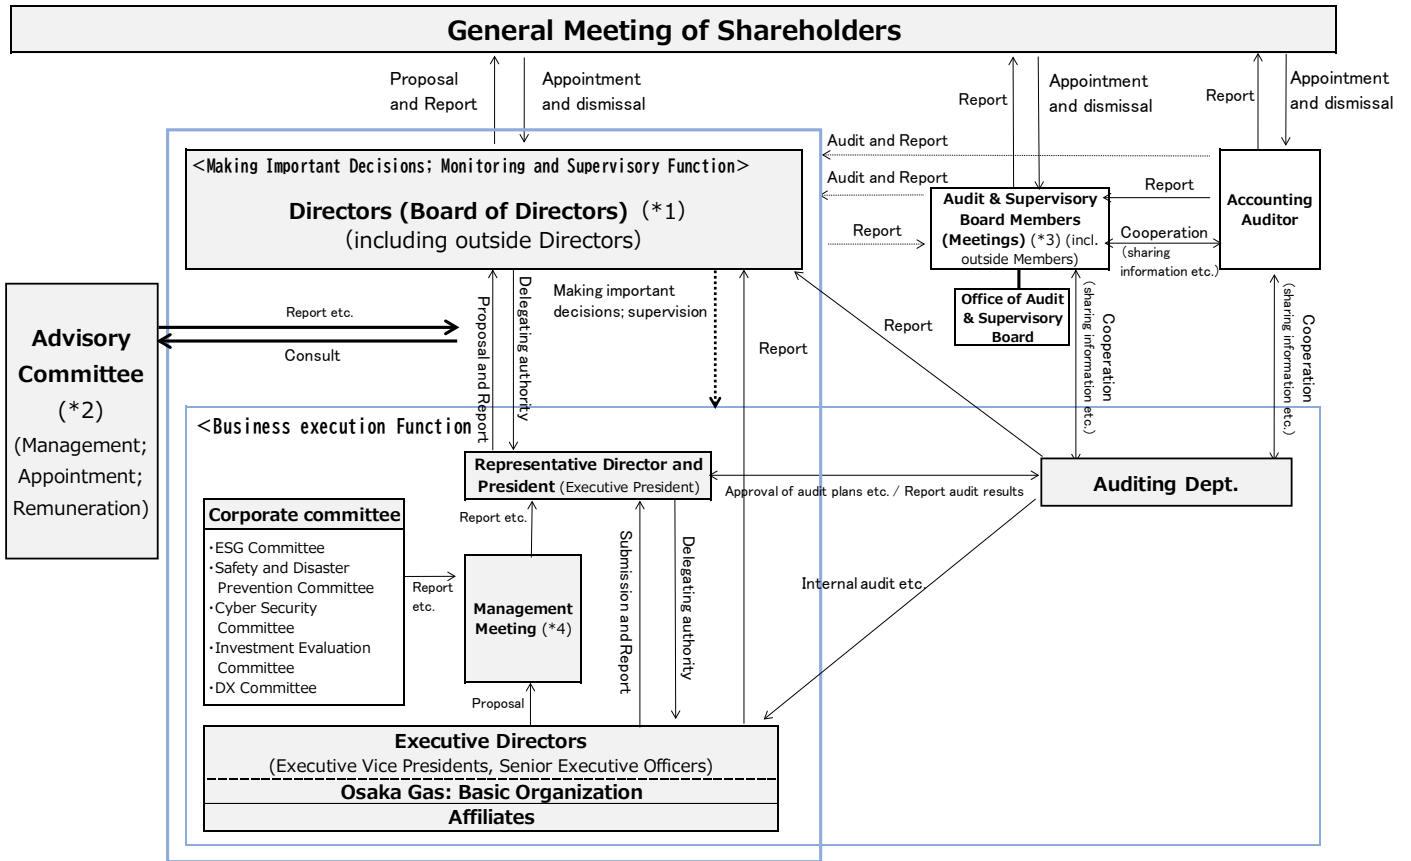 General Meeting of Shareholders
Proposal
and Report
Appointment
and dismissal
Report
Appointment
and dismissal
Report
Appointment
and dismissal
<Making Important Decisions; Monitoring and Supervisory Function>
Directors (Board of Directors) (*1)
(including outside Directors)
Audit and Report
Audit and Report
Report
Audit & Supervisory
Board Members
(Meetings) (*3) (incl.
outside Members)
Report
Cooperation
(sharing
information etc.)
Accounting
Auditor
Office of Audit
& Supervisory
Board
Advisory
Committee
(*2)
(Management;
Appointment;
Remuneration)
Report etc.
Consult
Proposal and Report
Delegating authority
Making important
decisions; supervision
Report
Report
Cooperation
(sharing information etc.)
Cooperation
(sharing information etc.)
<Business execution Function
Representative Director and
President (Executive President)
Approval of audit plans etc. / Report audit results
Auditing Dept.
Corporate committee
・ESG Committee
・Safety and Disaster
Prevention Committee
・Cyber Security
Committee
・Investment Evaluation
Committee
・DX Committee
Report
etc.
Report etc.
Management
Meeting (*4)
Proposal
Submission and Report
Delegating authority
Internal audit etc.
Executive Directors
(Executive Vice Presidents, Senior Executive Officers)
Osaka Gas: Basic Organization
Affiliates